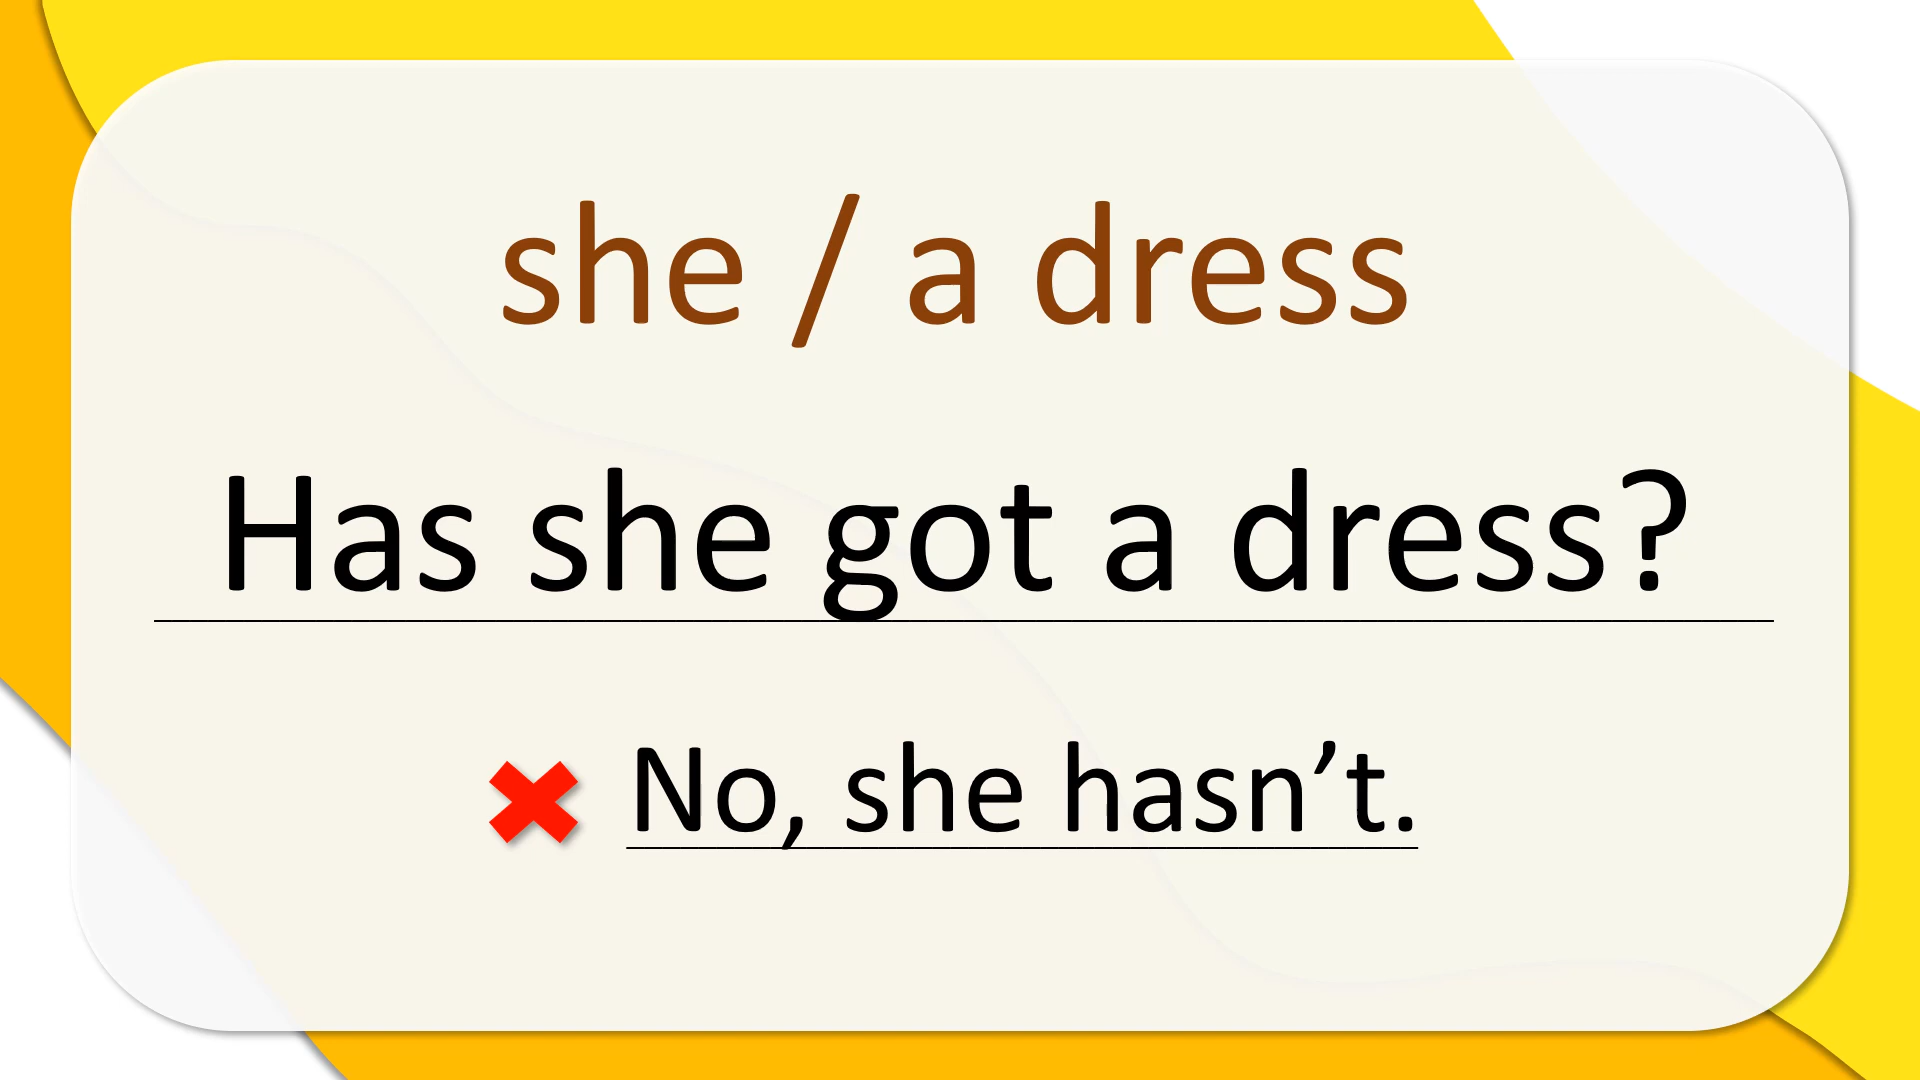 she / a dress
Has she got a dress?
No, she hasn’t.